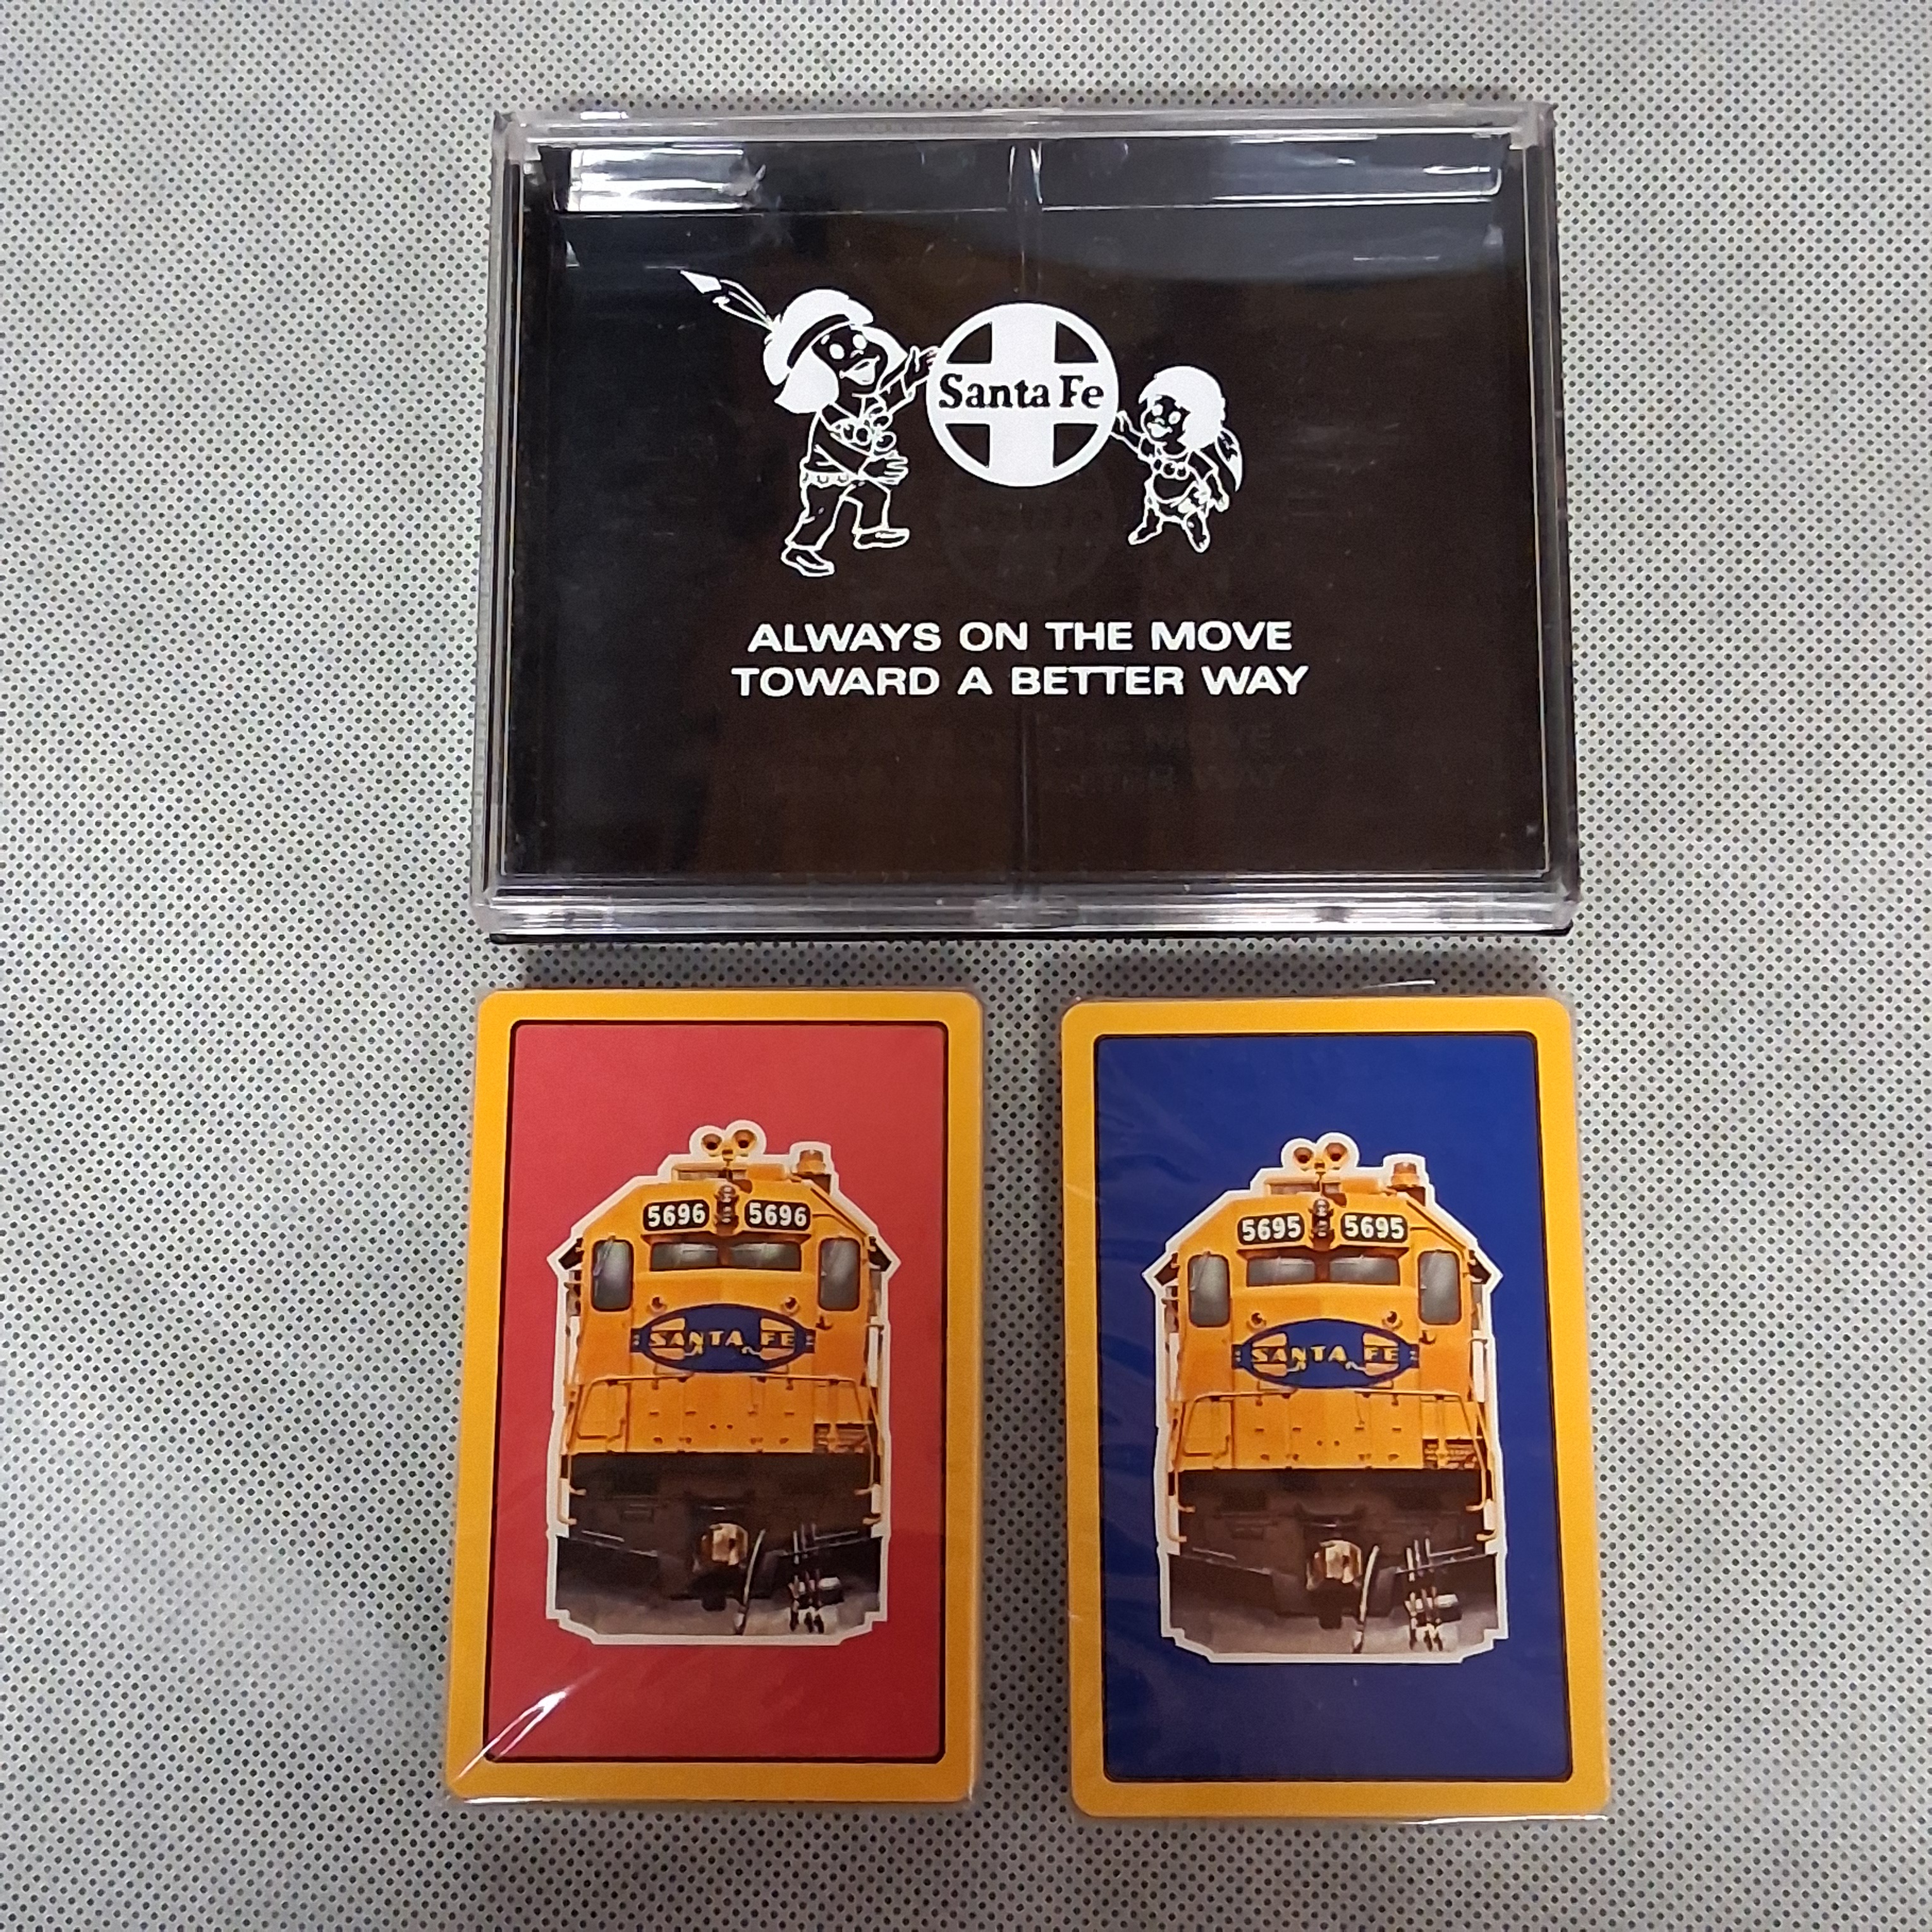 Santa Fe
ALWAYS ON THE MOVE
TOWARD A BETTER WAY
5696 5696
SANTA FE
5695 5695
SANTA FE